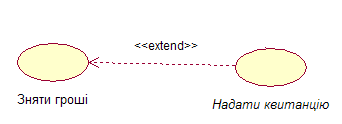 <<extend>>
Зняти гроші
Надати квитанцію